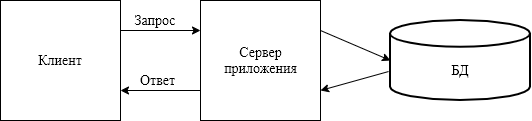 Клиент
Запрос
Ответ
Сервер
приложения
БД